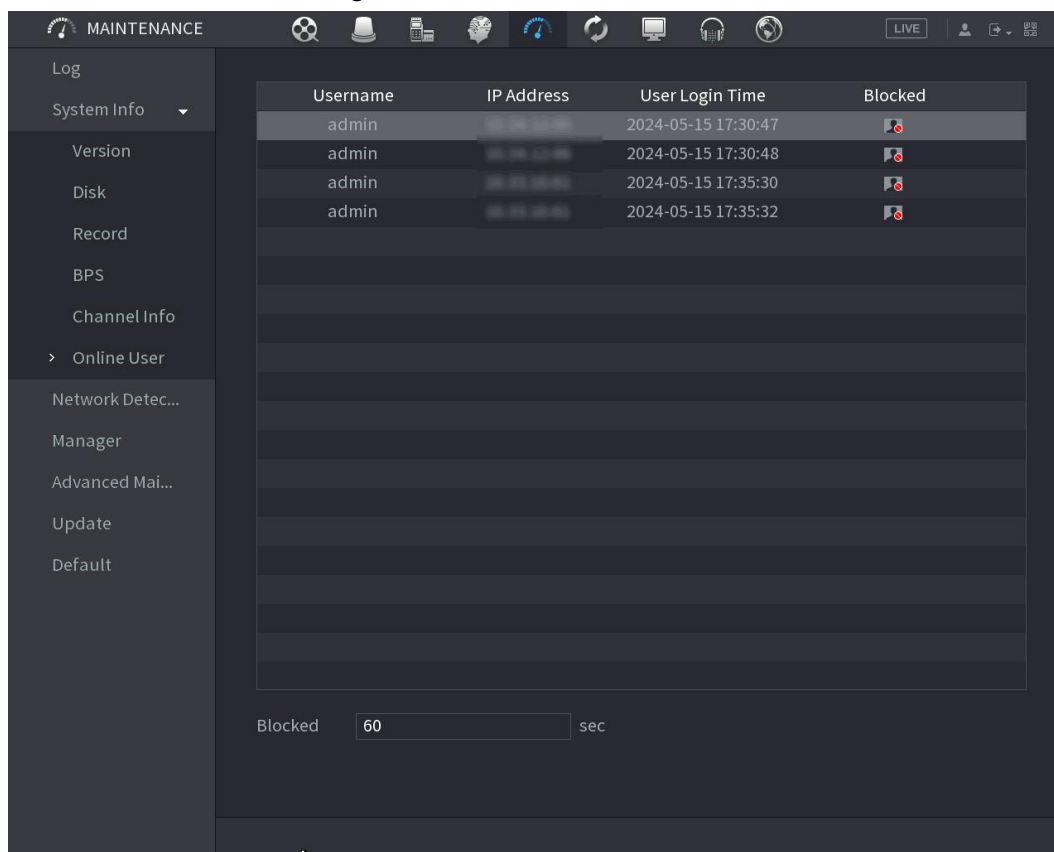 MAINTENANCE LIVE
Log
System Info
Version
Disk
Record
BPS
Channel Info
Online User
Network Detec...
Manager
Advanced Mai...
Update
Default
Username IP Address User Login Time Blocked
admin 2024-05-15 17:30:47
admin 2024-05-15 17:30:48
admin 2024-05-15 17:35:30
admin 2024-05-15 17:35:32
Blocked 60 sec